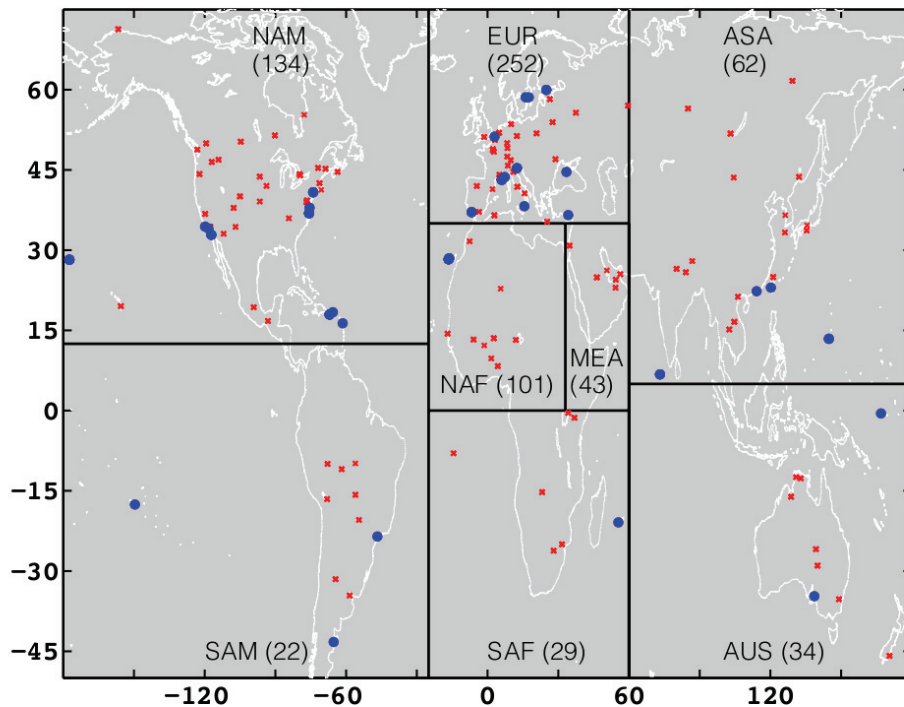 NAM
(134)
EUR
(252)
ASA
(62)
60
45
30
15
0
−15
−30
−45
NAF (101)
MEA
(43)
SAM (22)
SAF (29)
AUS (34)
−120
−60
0
60
120